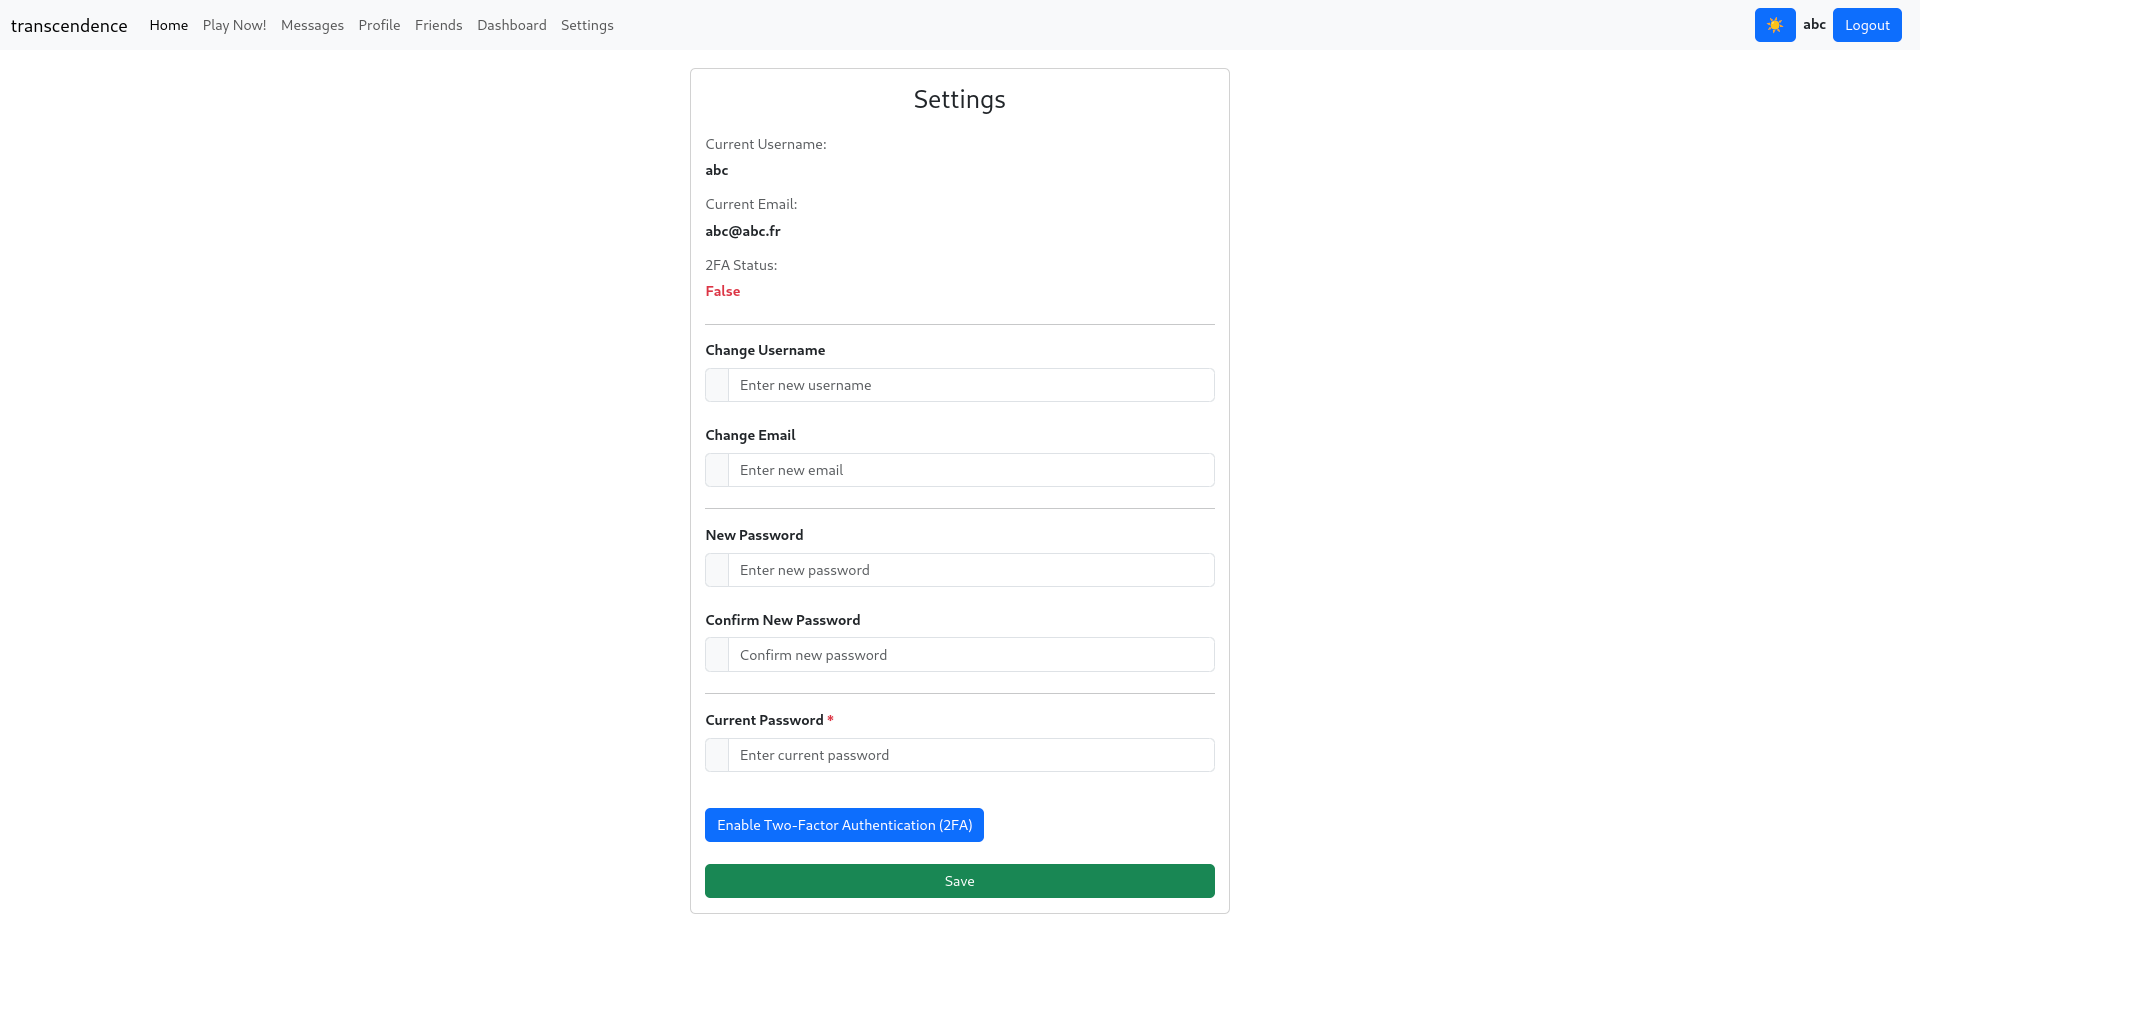 transcendence Home Play Now! Messages Profile Friends Dashboard Settings ☀️ abc Logout
Settings
Current Username:
abc
Current Email:
abc@abc.fr
2FA Status:
False
Change Username
Enter new username
Change Email
Enter new email
New Password
Enter new password
Confirm New Password
Confirm new password
Current Password *
Enter current password
Enable Two-Factor Authentication (2FA)
Save